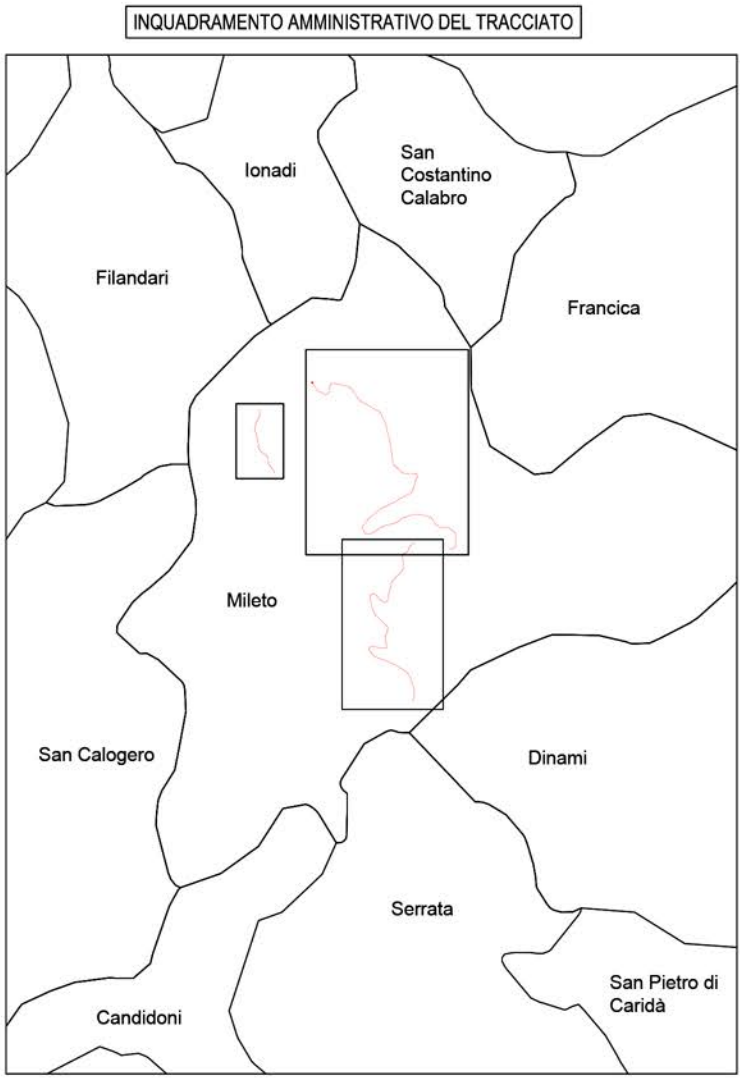 INQUADRAMENTO AMMINISTRATIVO DEL TRACCIATO
Ionadi
San
Costantino
Calabro
Filandari
Francica
Mileto
San Calogero
Dinami
Serrata
San Pietro di
Caridà
Candidoni